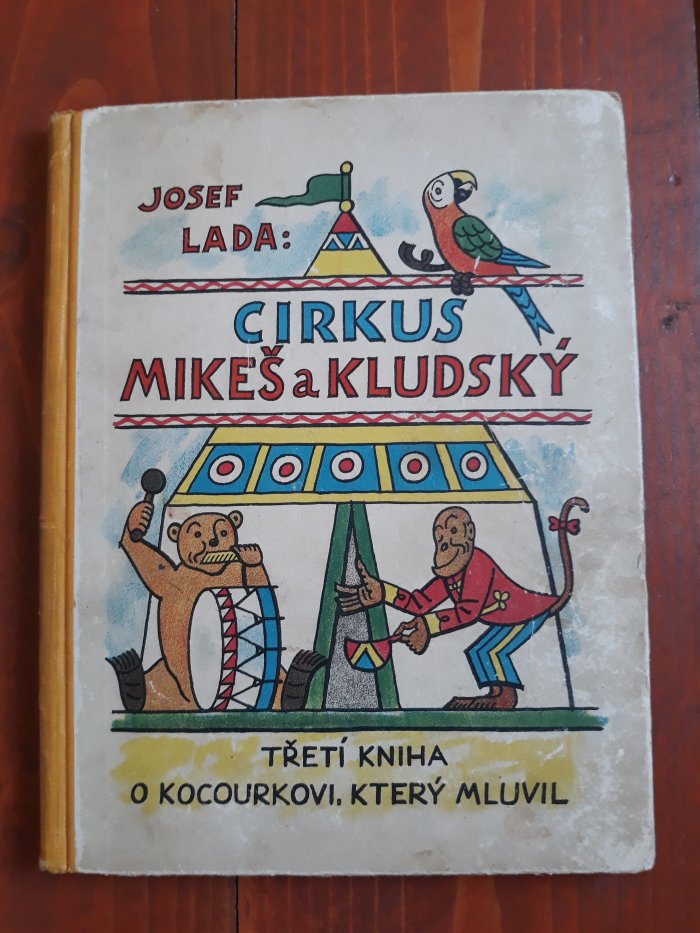 JOSEF
LADA:
CIRKUS
MIKEŠ a KLUDSKÝ
TŘETÍ KNIHA
O KOCOURKOVI, KTERÝ MLUVIL